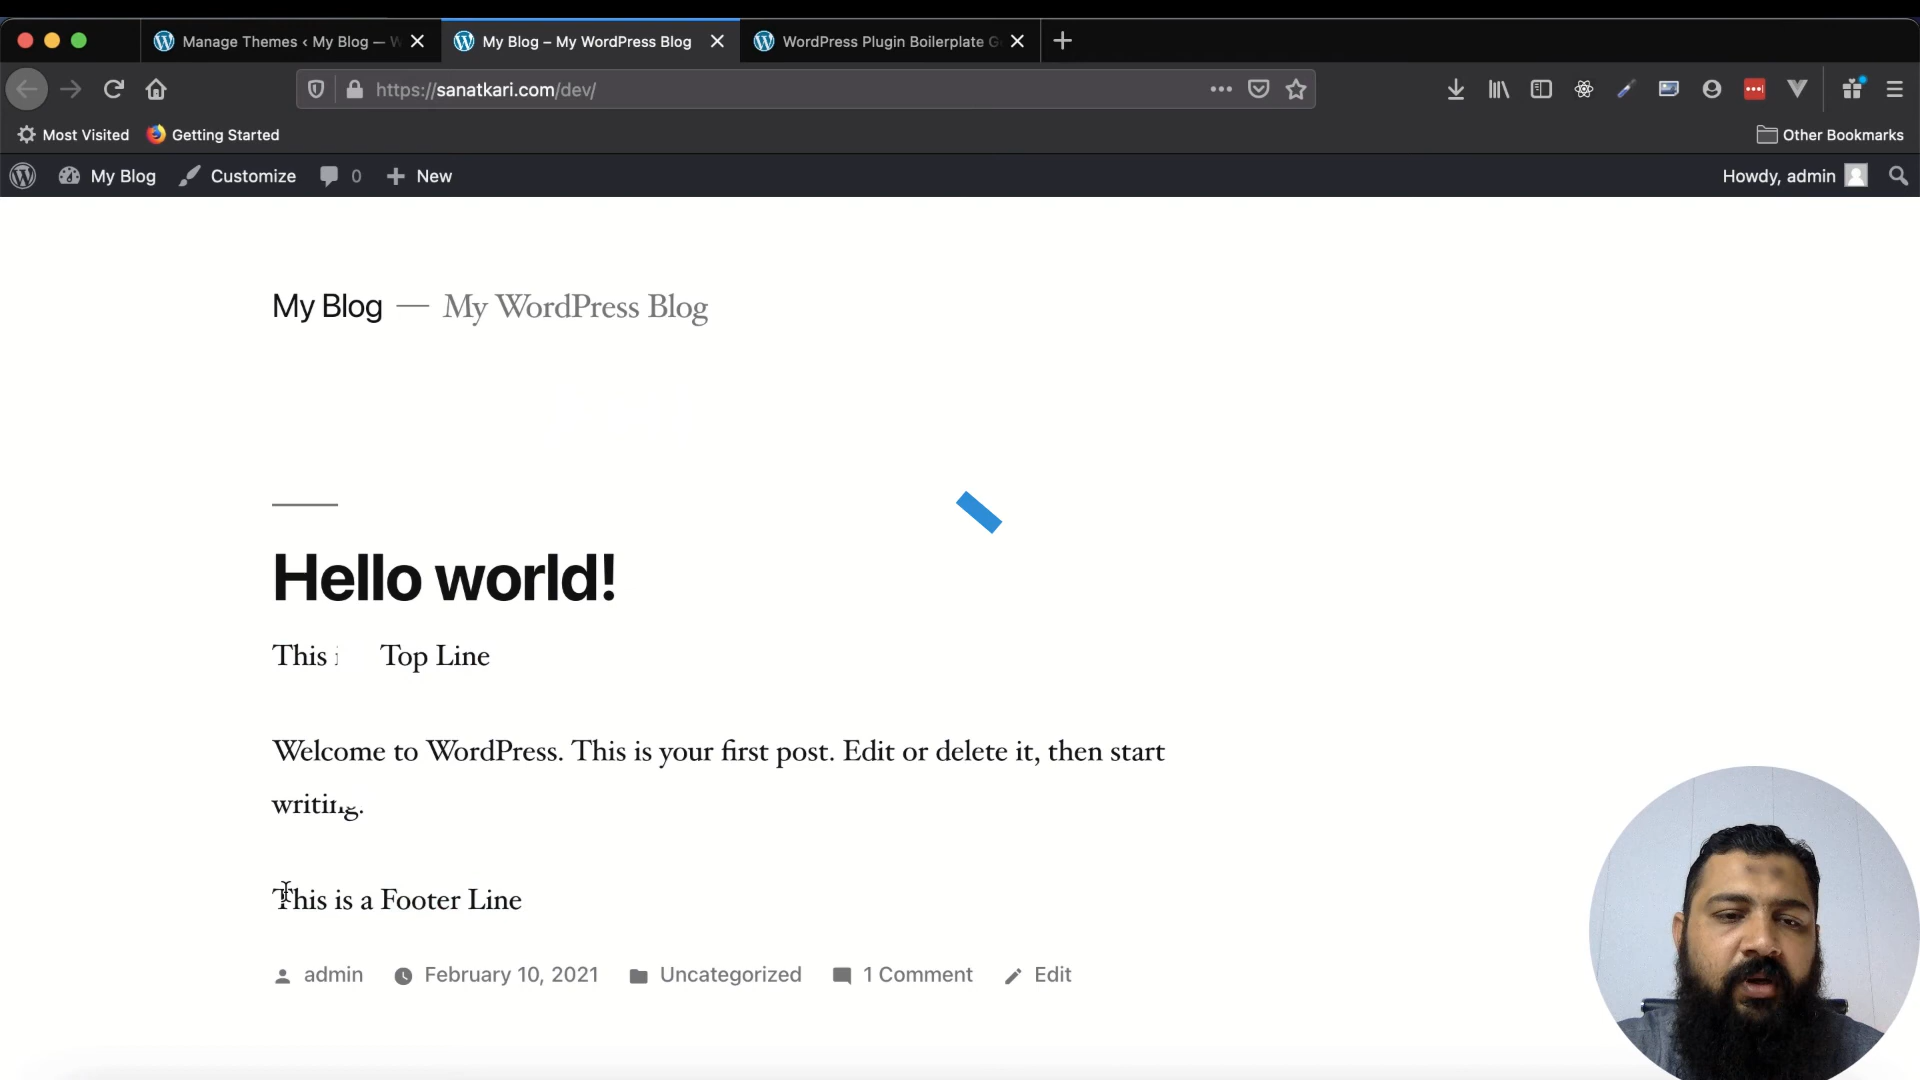 Manage Themes ‹ My Blog —
My Blog – My WordPress Blog
WordPress Plugin Boilerplate
https://sanatkari.com/dev/
Most Visited
Getting Started
Other Bookmarks
My Blog
Customize
0
New
Howdy, admin
My Blog — My WordPress Blog
Hello world!
This Top Line
Welcome to WordPress. This is your first post. Edit or delete it, then start
writing.
This is a Footer Line
admin February 10, 2021 Uncategorized 1 Comment Edit